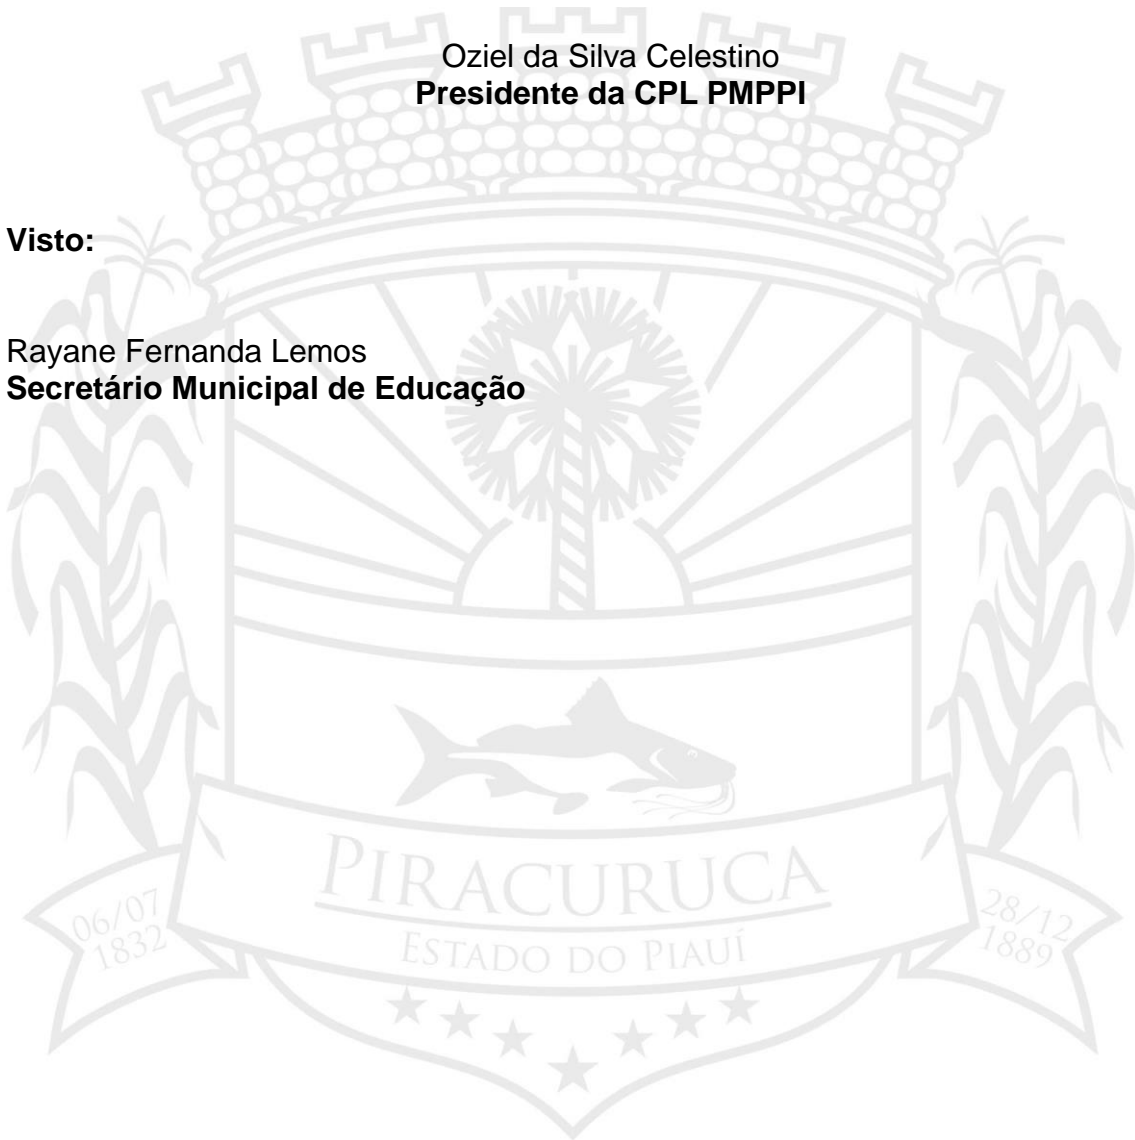 Oziel da Silva Celestino
Presidente da CPL PMPPI
Visto:
Rayane Fernanda Lemos
Secretário Municipal de Educação
PIRACURUCA
06/07
1832
28/12
1889
ESTADO DO PIAUÍ